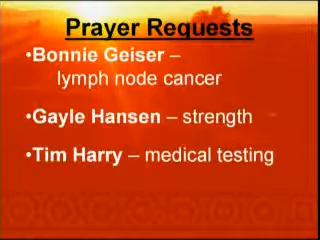 Prayer Requests
•Bonnie Geiser –
lymph node cancer
•Gayle Hansen – strength
•Tim Harry – medical testing